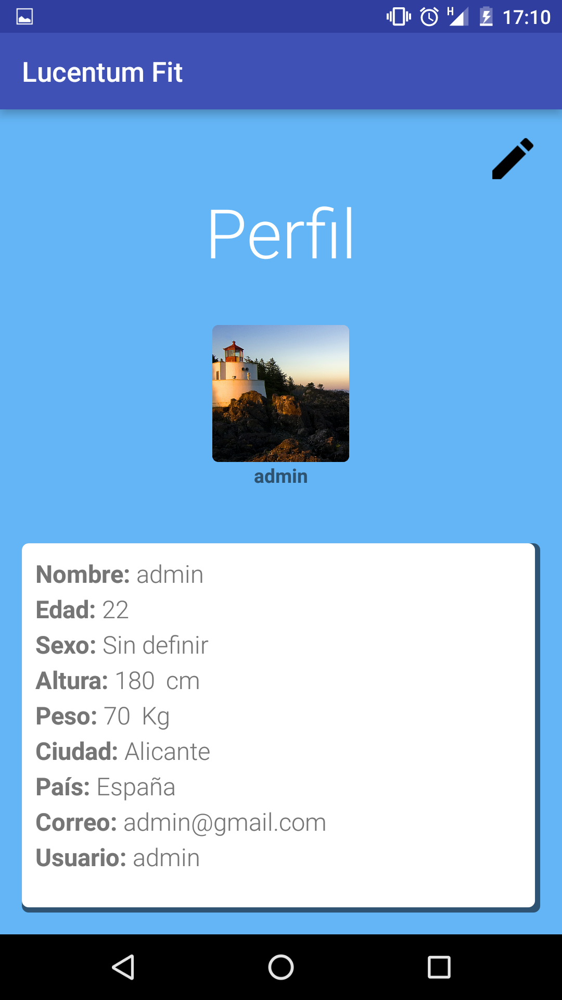 H 17:10
Lucentum Fit
Perfil
admin
Nombre: admin
Edad: 22
Sexo: Sin definir
Altura: 180 cm
Peso: 70 Kg
Ciudad: Alicante
País: España
Correo: admin@gmail.com
Usuario: admin